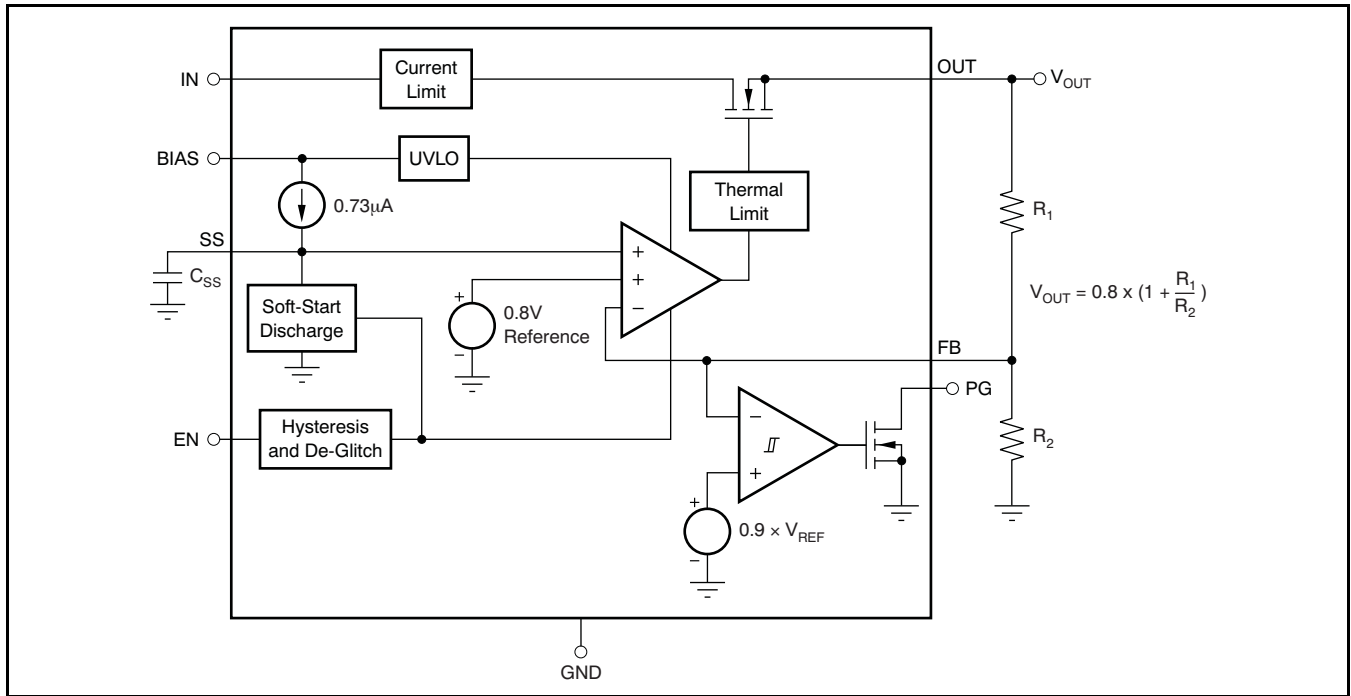 IN
Current
Limit
OUT
V_OUT
BIAS
UVLO
0.73µA
Thermal
Limit
R_1
SS
C_SS
+
+
−
Soft-Start
Discharge
+
−
0.8V
Reference
V_OUT = 0.8 x (1 + R_1/R_2)
FB
PG
EN
Hysteresis
and De-Glitch
−
+
R_2
+
−
0.9 × V_REF
GND